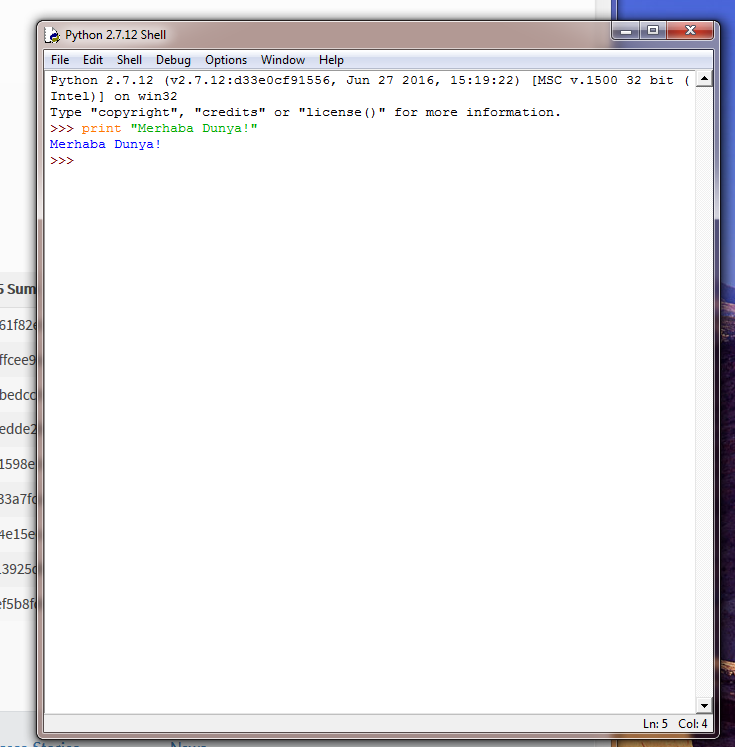 Python 2.7.12 Shell
File Edit Shell Debug Options Window Help
Python 2.7.12 (v2.7.12:d33e0cf91556, Jun 27 2016, 15:19:22) [MSC v.1500 32 bit (
Intel)] on win32
Type "copyright", "credits" or "license()" for more information.
>>> print "Merhaba Dunya!"
Merhaba Dunya!
>>>
5 Sum
61f82e
ffcee9
bedcc
edde2
1598e
33a7fc
4e15e
13925c
ef5b8f
Ln: 5 Col: 4